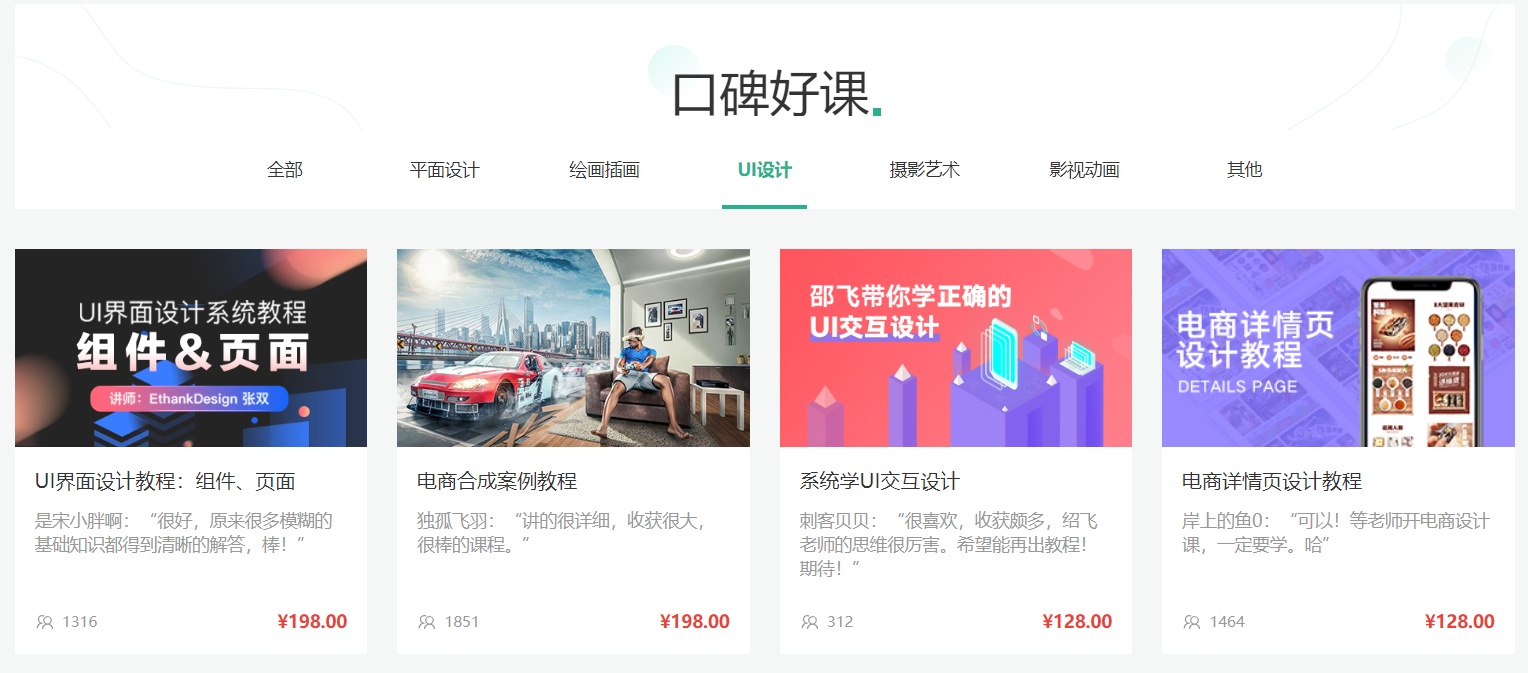 口碑好课.
全部
平面设计
绘画插画
UI设计
摄影艺术
影视动画
其他
UI界面设计系统教程
组件&页面
讲师：EthankDesign 张双
UI界面设计教程：组件、页面
是宋小胖啊：“很好，原来很多模糊的
基础知识都得到清晰的解答，棒！”
1316
¥198.00
电商合成案例教程
独孤飞羽：“讲的很详细，收获很大，
很棒的课程。“
1851
¥198.00
邵飞带你学正确的
UI交互设计
系统学UI交互设计
刺客贝贝：“很喜欢，收获颇多，绍飞
老师的思维很厉害。希望能再出教程！
期待！”
312
¥128.00
电商详情页
设计教程
DETAILS PAGE
电商详情页设计教程
岸上的鱼0：“可以！等老师开电商设计
课，一定要学。哈”
1464
¥128.00